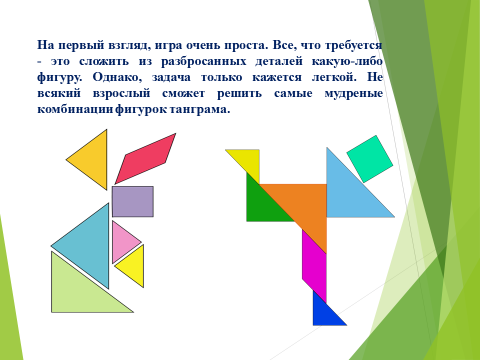 На первый взгляд, игра очень проста. Все, что требуется
- это сложить из разбросанных деталей какую-либо
фигуру. Однако, задача только кажется легкой. Не
всякий взрослый сможет решить самые мудреные
комбинации фигурок танграма.